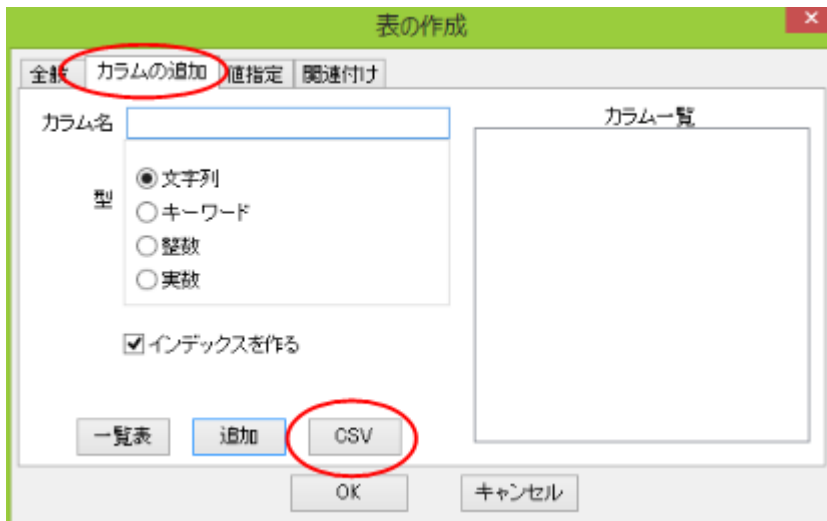 表の作成
全般 カラムの追加 値指定 関連付け
カラム名
カラム一覧
型
文字列
キーワード
整数
実数
インデックスを作る
一覧表 追加 CSV
OK キャンセル